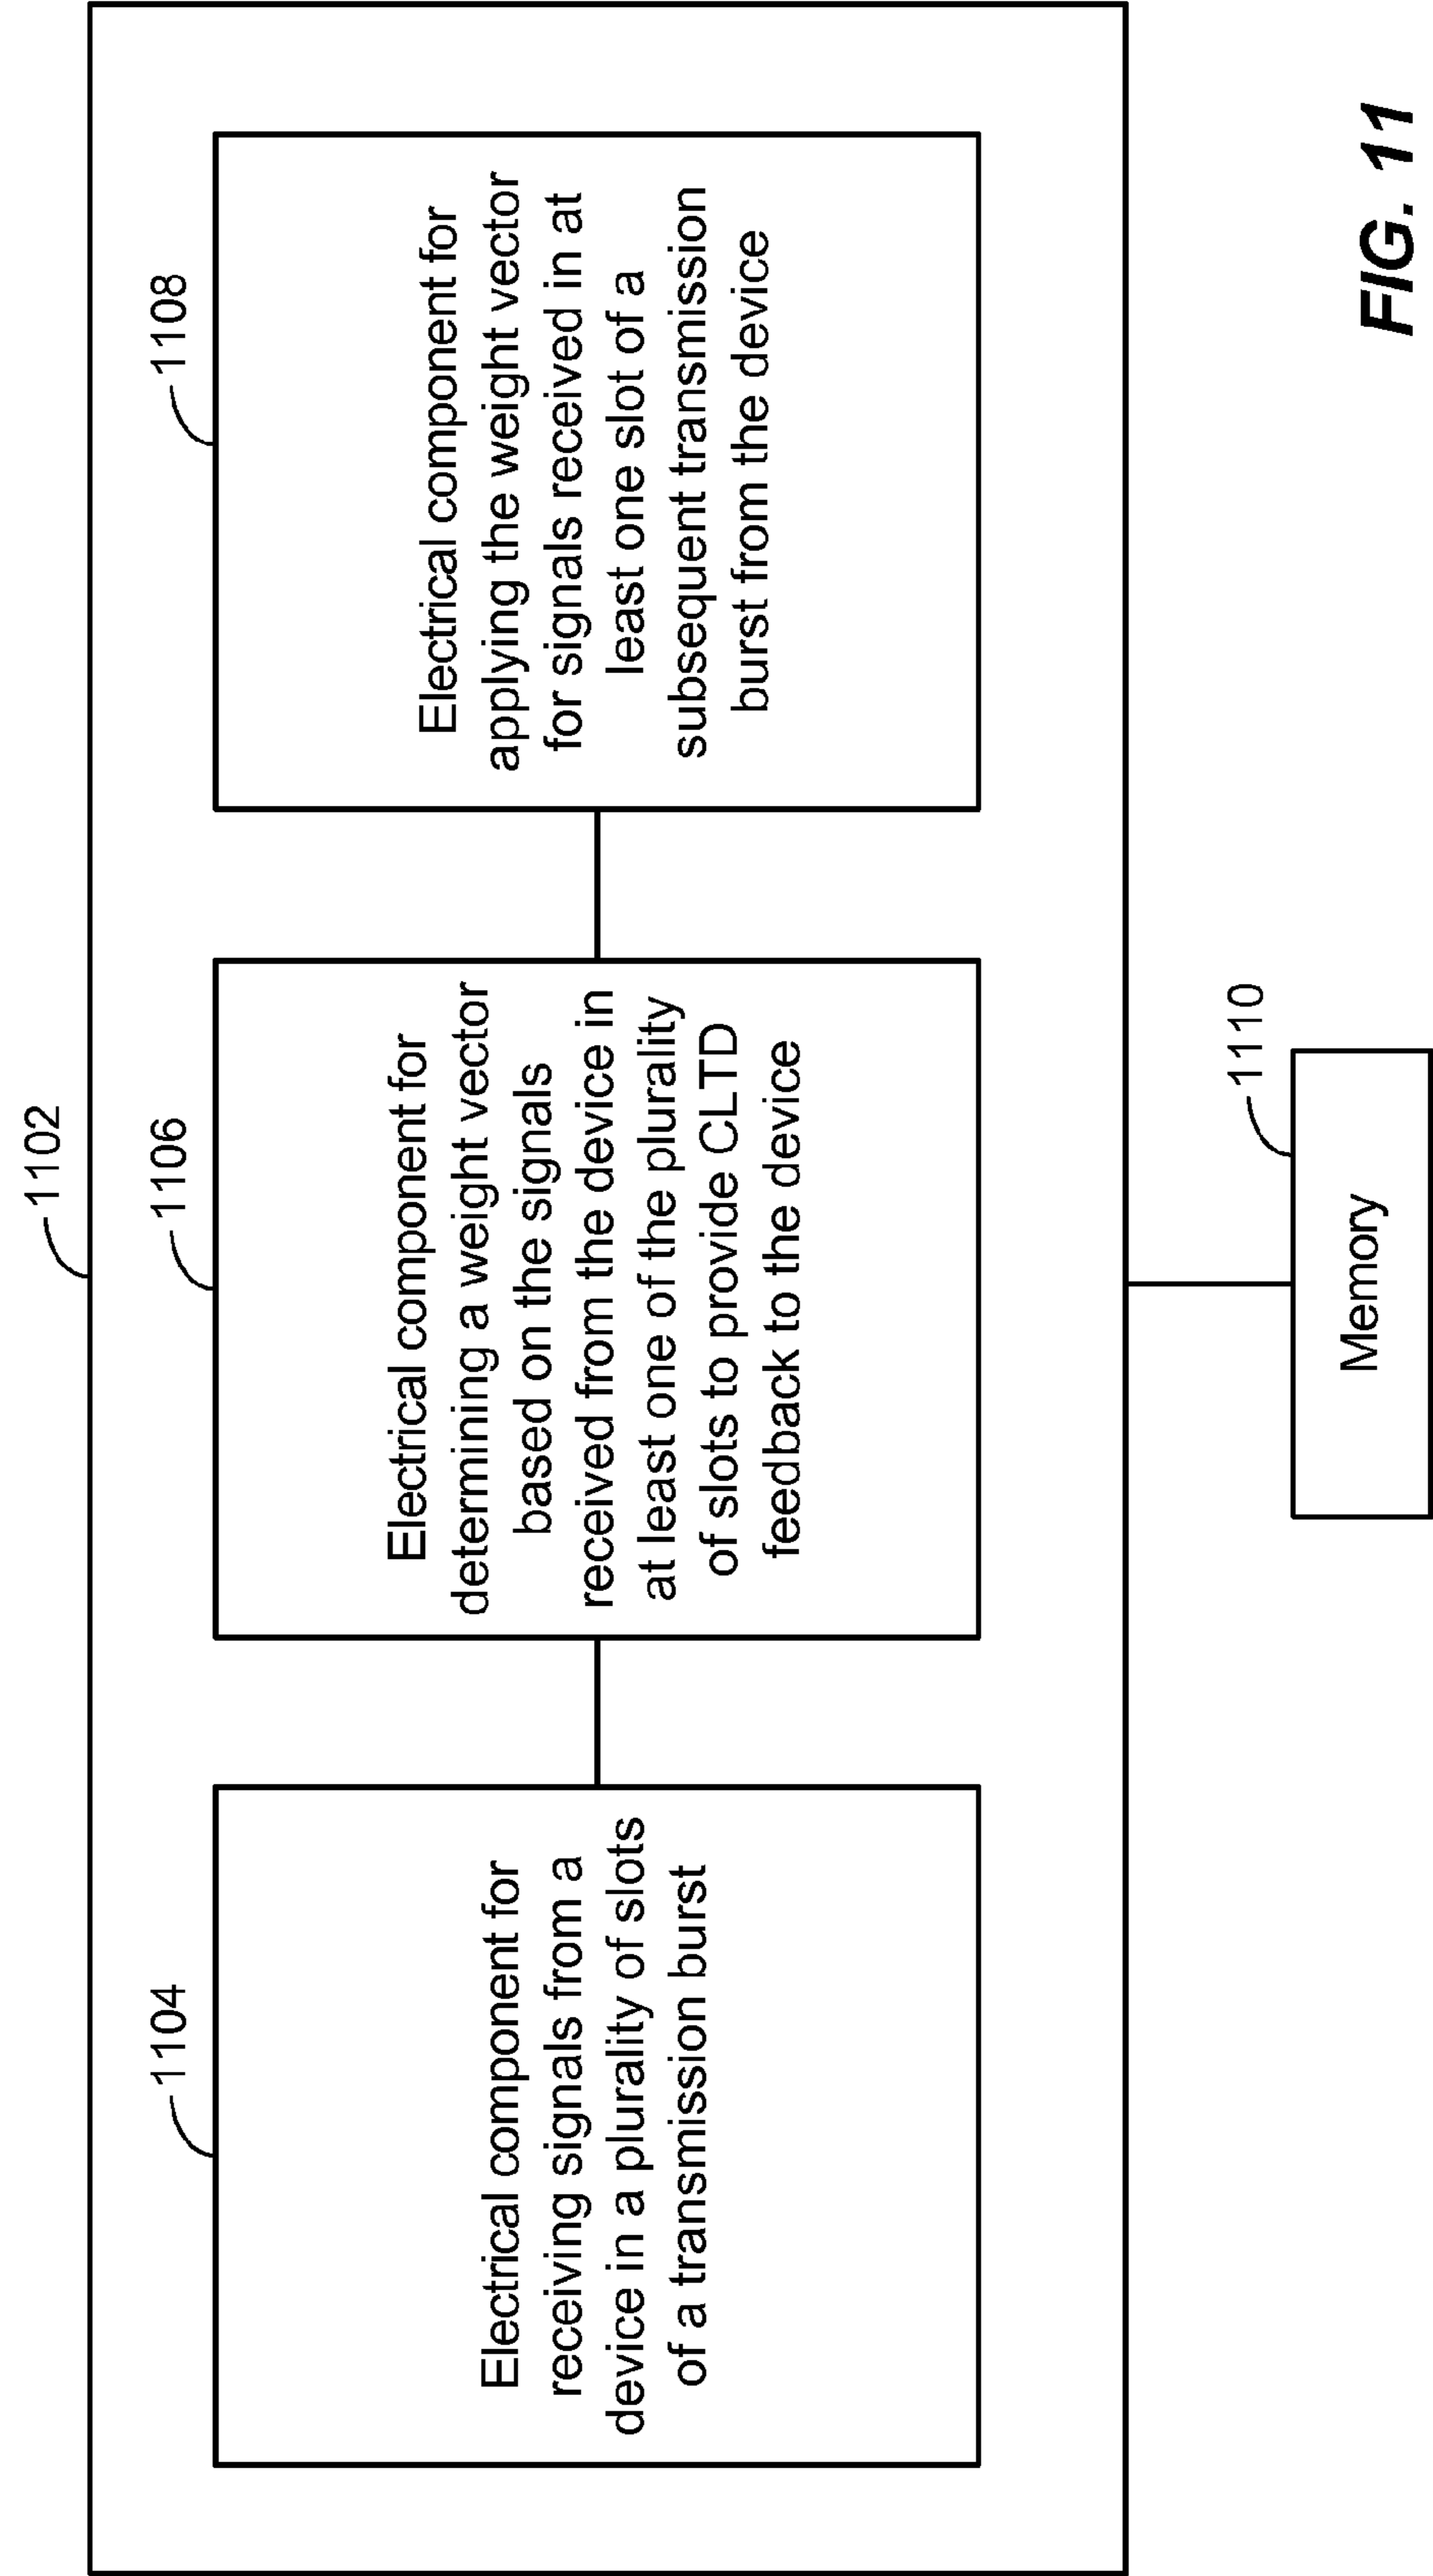 1102
1104
Electrical component for
receiving signals from a
device in a plurality of slots
of a transmission burst
1106
Electrical component for
determining a weight vector
based on the signals
received from the device in
at least one of the plurality
of slots to provide CLTD
feedback to the device
1108
Electrical component for
applying the weight vector
for signals received in at
least one slot of a
subsequent transmission
burst from the device
1110
Memory
FIG. 11